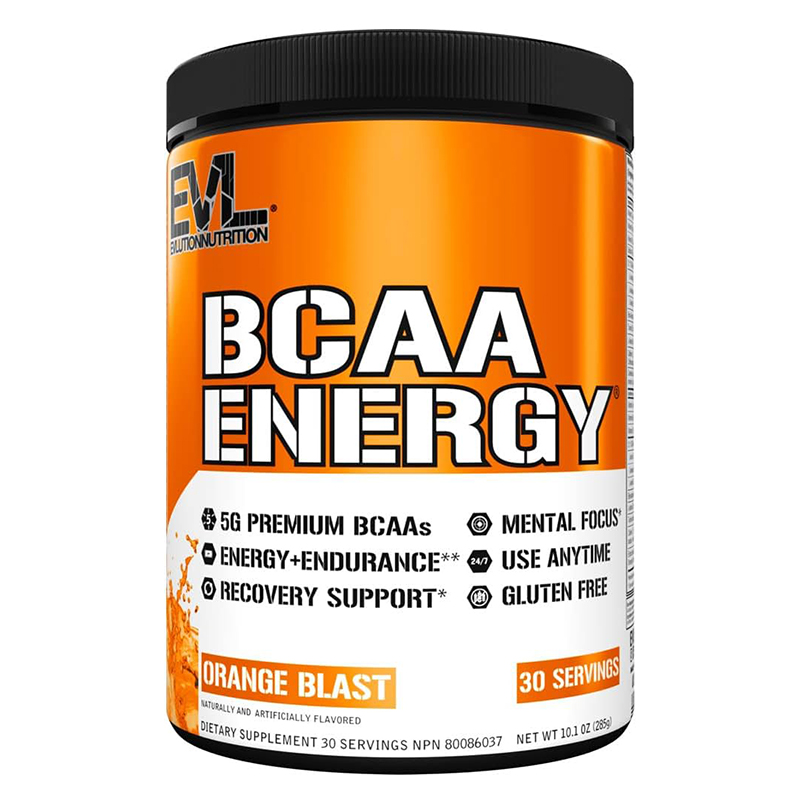 EVL®
EVLUTIONNUTRITION
BCAA
ENERGY®
5G PREMIUM BCAAs
ENERGY+ENDURANCE**
RECOVERY SUPPORT*
MENTAL FOCUS*
24/7 USE ANYTIME
GLUTEN FREE
ORANGE BLAST
30 SERVINGS
NATURALLY AND ARTIFICIALLY FLAVORED
DIETARY SUPPLEMENT 30 SERVINGS NPN 80086037 NET WT 10.1 OZ (285g)